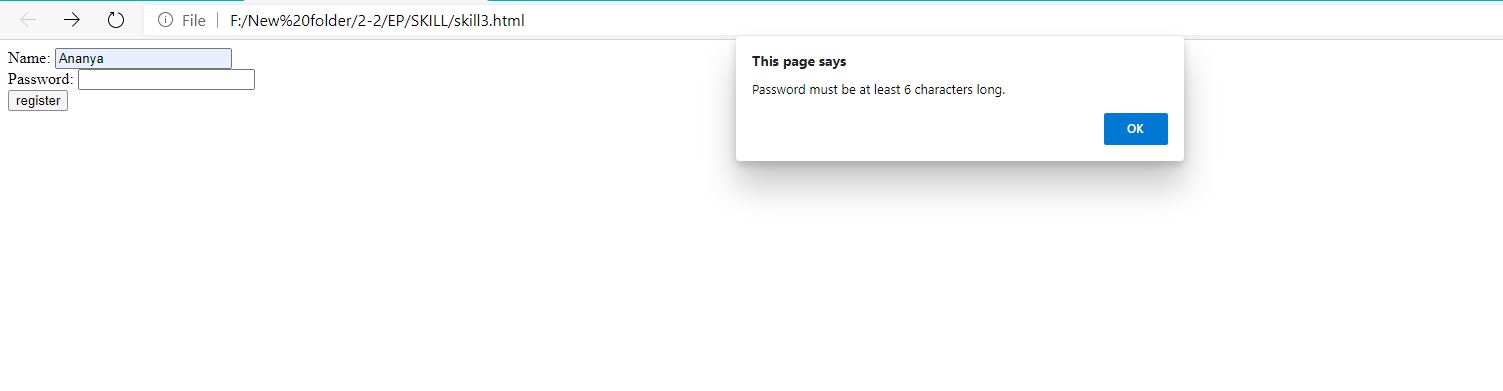 File F:/New%20folder/2-2/EP/SKILL/skill3.html
This page says
Password must be at least 6 characters long.
OK
Name: Ananya
Password:
register